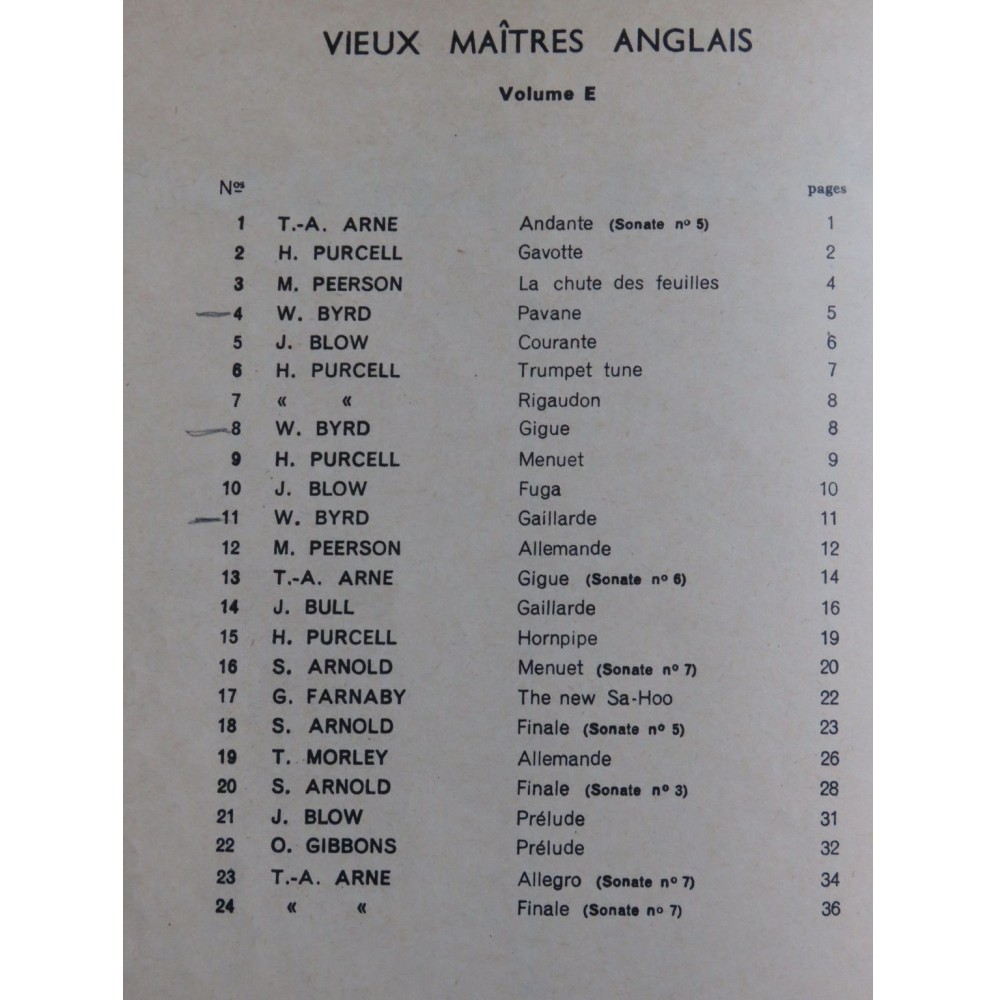 VIEUX MAÎTRES ANGLAIS
Volume E
Nos pages
1 T.-A. ARNE Andante (Sonate no 5) 1
2 H. PURCELL Gavotte 2
3 M. PEERSON La chute des feuilles 4
4 W. BYRD Pavane 5
5 J. BLOW Courante 6
6 H. PURCELL Trumpet tune 7
7 « « Rigaudon 8
8 W. BYRD Gigue 8
9 H. PURCELL Menuet 9
10 J. BLOW Fuga 10
11 W. BYRD Gaillarde 11
12 M. PEERSON Allemande 12
13 T.-A. ARNE Gigue (Sonate no 6) 14
14 J. BULL Gaillarde 16
15 H. PURCELL Hornpipe 19
16 S. ARNOLD Menuet (Sonate no 7) 20
17 G. FARNABY The new Sa-Hoo 22
18 S. ARNOLD Finale (Sonate no 5) 23
19 T. MORLEY Allemande 26
20 S. ARNOLD Finale (Sonate no 3) 28
21 J. BLOW Prélude 31
22 O. GIBBONS Prélude 32
23 T.-A. ARNE Allegro (Sonate no 7) 34
24 « « Finale (Sonate no 7) 36